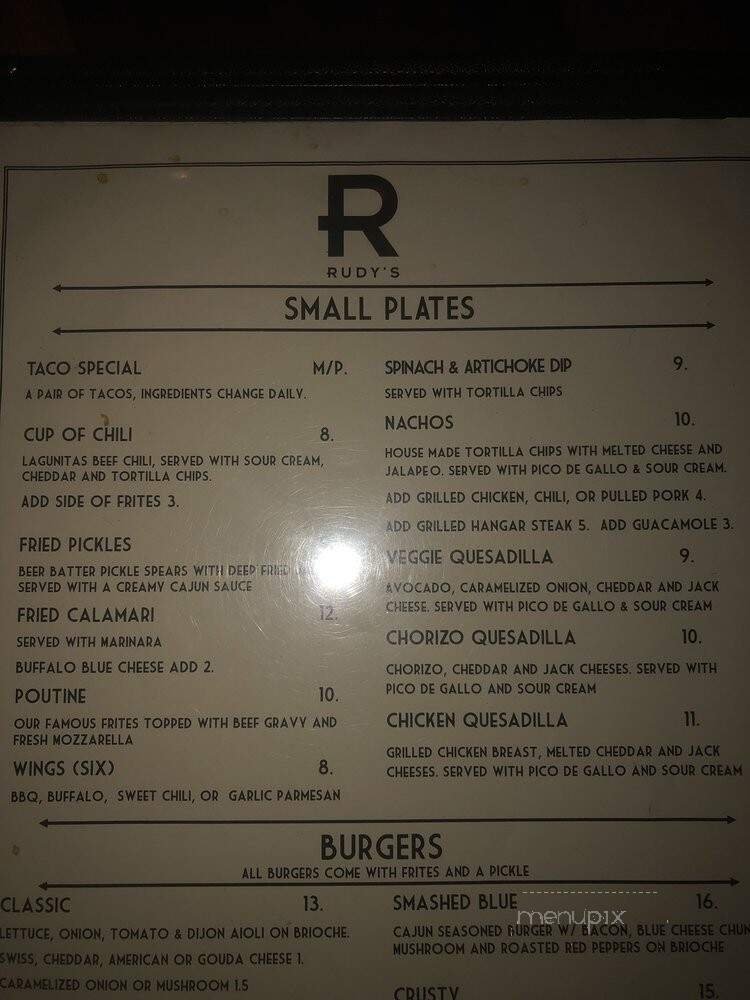 R
RUDY'S
SMALL PLATES
TACO SPECIAL M/P.
A PAIR OF TACOS, INGREDIENTS CHANGE DAILY.
CUP OF CHILI 8.
LAGUNITAS BEEF CHILI, SERVED WITH SOUR CREAM,
CHEDDAR AND TORTILLA CHIPS.
ADD SIDE OF FRITES 3.
FRIED PICKLES
BEER BATTER PICKLE SPEARS WITH DEEP FRIED
SERVED WITH A CREAMY CAJUN SAUCE
FRIED CALAMARI 12.
SERVED WITH MARINARA
BUFFALO BLUE CHEESE ADD 2.
POUTINE 10.
OUR FAMOUS FRITES TOPPED WITH BEEF GRAVY AND
FRESH MOZZARELLA
WINGS (SIX) 8.
BBQ, BUFFALO, SWEET CHILI, OR GARLIC PARMESAN
SPINACH & ARTICHOKE DIP 9.
SERVED WITH TORTILLA CHIPS
NACHOS 10.
HOUSE MADE TORTILLA CHIPS WITH MELTED CHEESE AND
JALAPEO. SERVED WITH PICO DE GALLO & SOUR CREAM.
ADD GRILLED CHICKEN, CHILI, OR PULLED PORK 4.
ADD GRILLED HANGAR STEAK 5. ADD GUACAMOLE 3.
VEGGIE QUESADILLA 9.
AVOCADO, CARAMELIZED ONION, CHEDDAR AND JACK
CHEESE. SERVED WITH PICO DE GALLO & SOUR CREAM
CHORIZO QUESADILLA 10.
CHORIZO, CHEDDAR AND JACK CHEESES. SERVED WITH
PICO DE GALLO AND SOUR CREAM
CHICKEN QUESADILLA 11.
GRILLED CHICKEN BREAST, MELTED CHEDDAR AND JACK
CHEESES. SERVED WITH PICO DE GALLO AND SOUR CREAM
BURGERS
ALL BURGERS COME WITH FRITES AND A PICKLE
CLASSIC 13.
LETTUCE, ONION, TOMATO & DIJON AIOLI ON BRIOCHE.
SWISS, CHEDDAR, AMERICAN OR GOUDA CHEESE 1.
CARAMELIZED ONION OR MUSHROOM 1.5
SMASHED BLUE 16.
CAJUN SEASONED BURGER W/ BACON, BLUE CHEESE CHUN
MUSHROOM AND ROASTED RED PEPPERS ON BRIOCHE
CRUSTY 15.
menupix